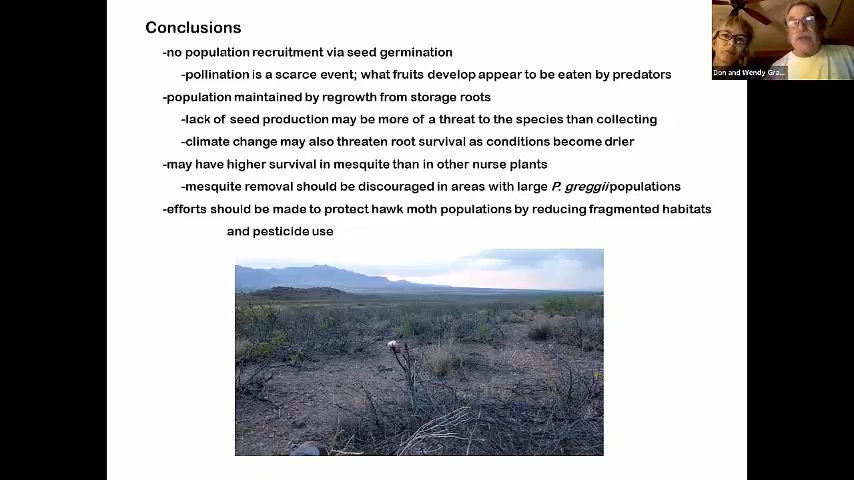 Conclusions
-no population recruitment via seed germination
-pollination is a scarce event; what fruits develop appear to be eaten by predators
-population maintained by regrowth from storage roots
-lack of seed production may be more of a threat to the species than collecting
-climate change may also threaten root survival as conditions become drier
-may have higher survival in mesquite than in other nurse plants
-mesquite removal should be discouraged in areas with large P. greggii populations
-efforts should be made to protect hawk moth populations by reducing fragmented habitats
and pesticide use
Don and Wendy Gra...